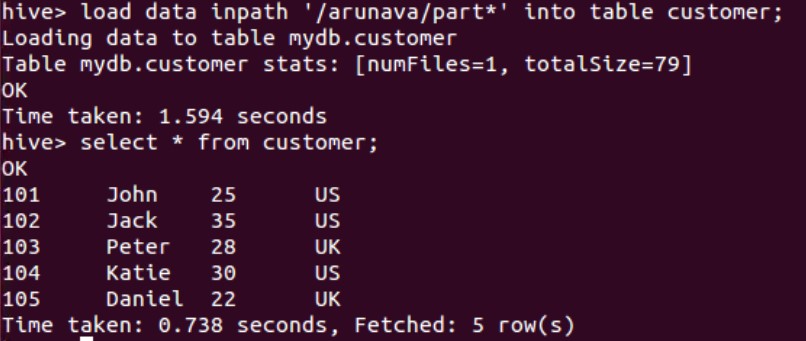 hive> load data inpath '/arunava/part*' into table customer;
Loading data to table mydb.customer
Table mydb.customer stats: [numFiles=1, totalSize=79]
OK
Time taken: 1.594 seconds
hive> select * from customer;
OK
101 John 25 US
102 Jack 35 US
103 Peter 28 UK
104 Katie 30 US
105 Daniel 22 UK
Time taken: 0.738 seconds, Fetched: 5 row(s)